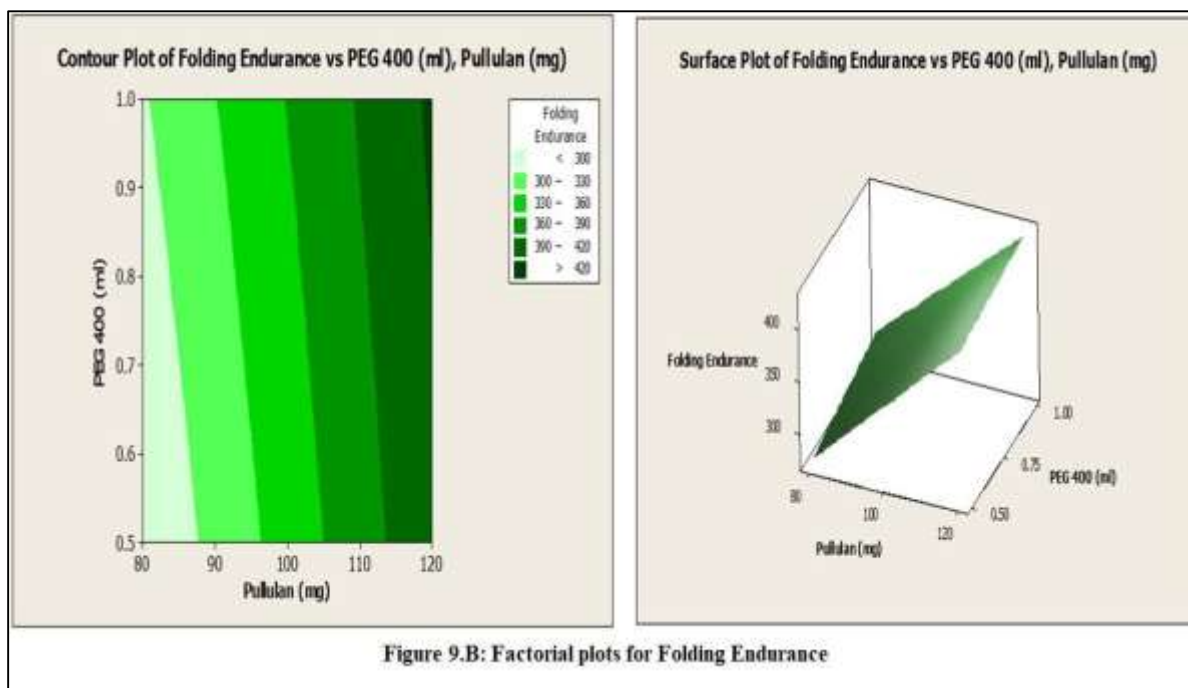 Contour Plot of Folding Endurance vs PEG 400 (ml), Pullulan (mg)
1.0
0.9
0.8
0.7
0.6
0.5
PEG 400 (ml)
80 90 100 110 120
Pullulan (mg)
Folding
Endurance
< 300
300 – 330
330 – 360
360 – 390
390 – 420
> 420
Surface Plot of Folding Endurance vs PEG 400 (ml), Pullulan (mg)
Folding Endurance
400
350
300
80
100
120
Pullulan (mg)
0.50
0.75
1.00
PEG 400 (ml)
Figure 9.B: Factorial plots for Folding Endurance